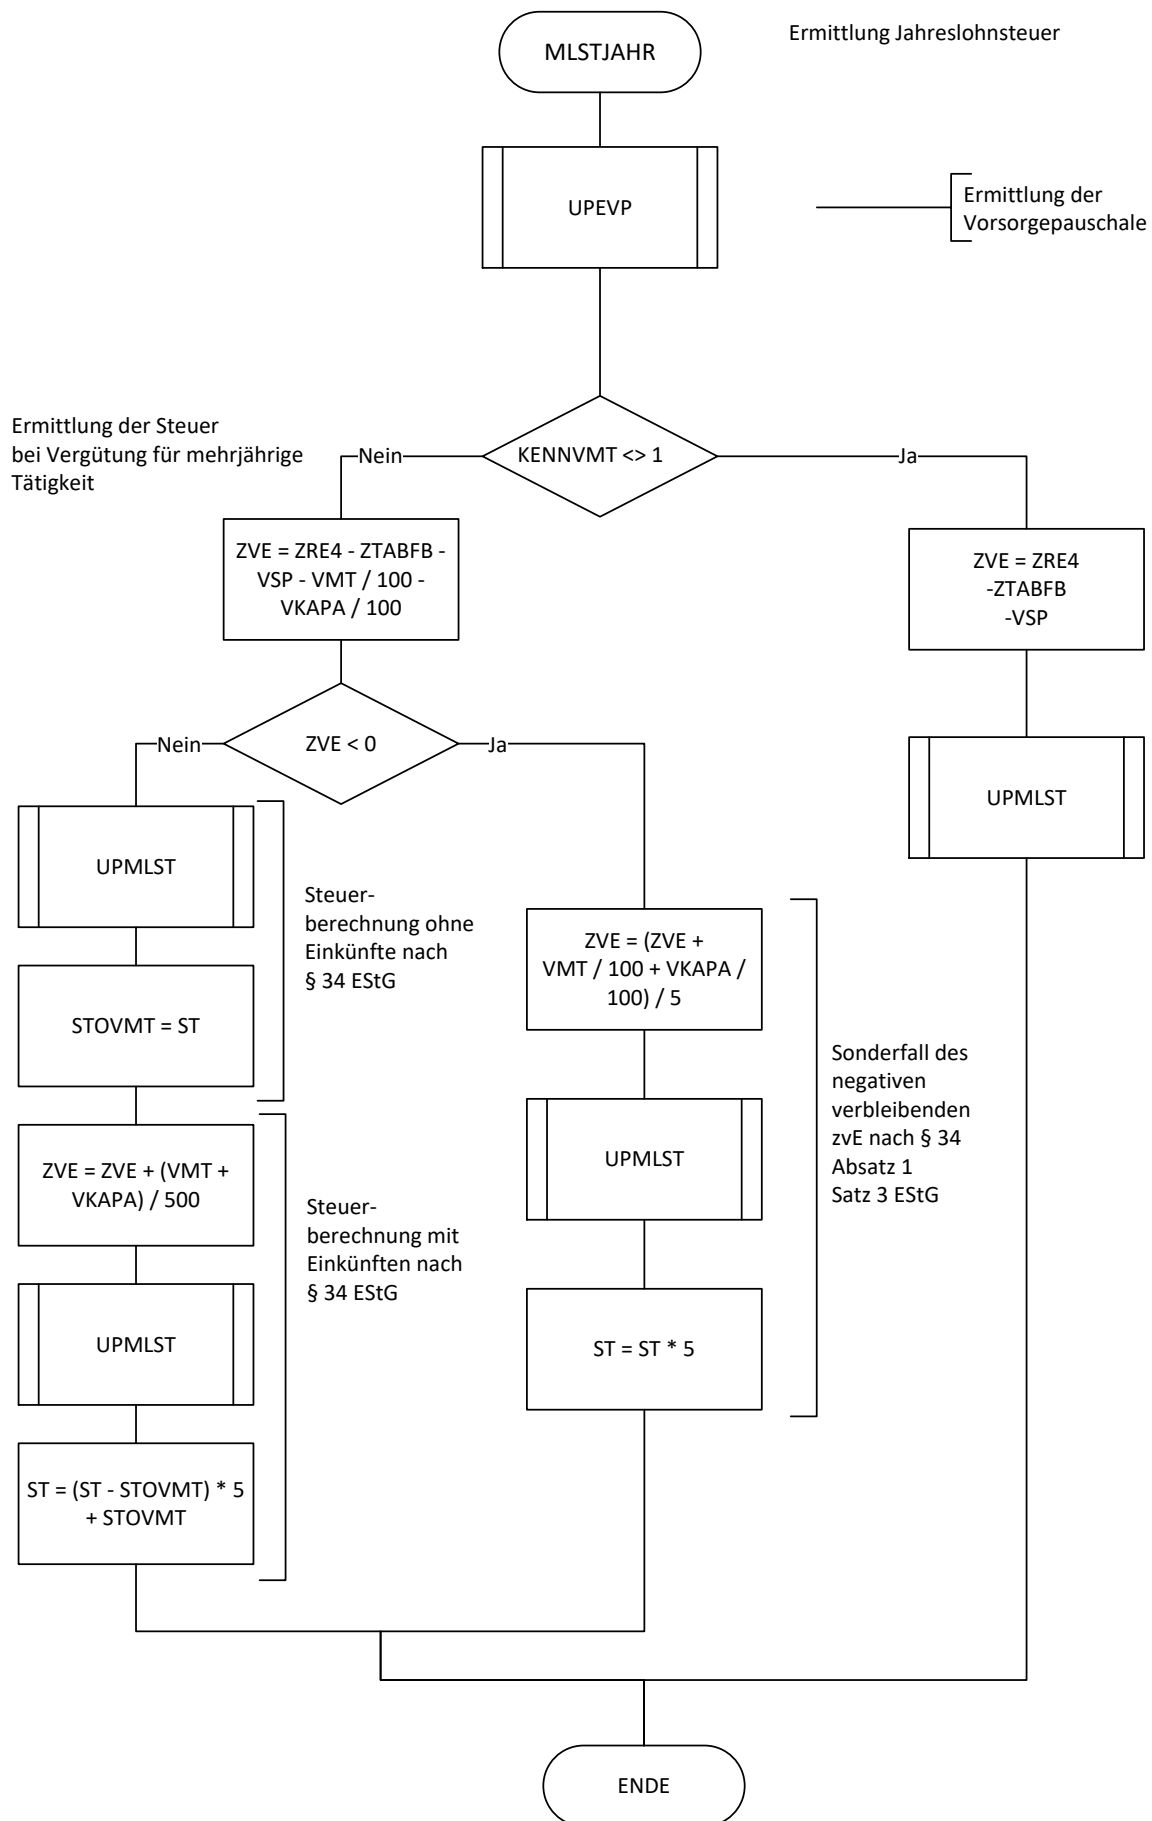 MLSTJAHR
Ermittlung Jahreslohnsteuer
UPEVP
Ermittlung der
Vorsorgepauschale
Ermittlung der Steuer
bei Vergütung für mehrjährige
Tätigkeit
Nein
KENNVMT <> 1
Ja
ZVE = ZRE4 - ZTABFB -
VSP - VMT / 100 -
VKAPA / 100
ZVE = ZRE4
-ZTABFB
-VSP
Nein
ZVE < 0
Ja
UPMLST
UPMLST
Steuer-
berechnung ohne
Einkünfte nach
§ 34 EStG
STOVMT = ST
ZVE = (ZVE +
VMT / 100 + VKAPA /
100) / 5
UPMLST
ST = ST * 5
Sonderfall des
negativen
verbleibenden
zvE nach § 34
Absatz 1
Satz 3 EStG
ZVE = ZVE + (VMT +
VKAPA) / 500
Steuer-
berechnung mit
Einkünften nach
§ 34 EStG
UPMLST
ST = (ST - STOVMT) * 5
+ STOVMT
ENDE